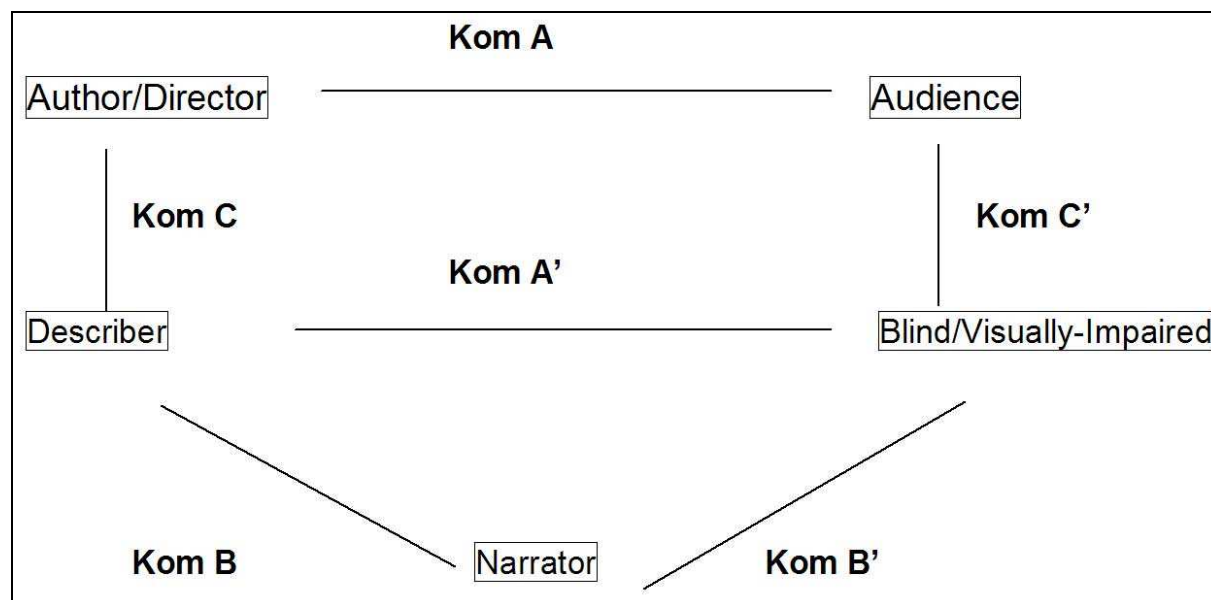 Kom A
Author/Director
Audience
Kom C
Kom C’
Kom A’
Describer
Blind/Visually-Impaired
Kom B
Narrator
Kom B’